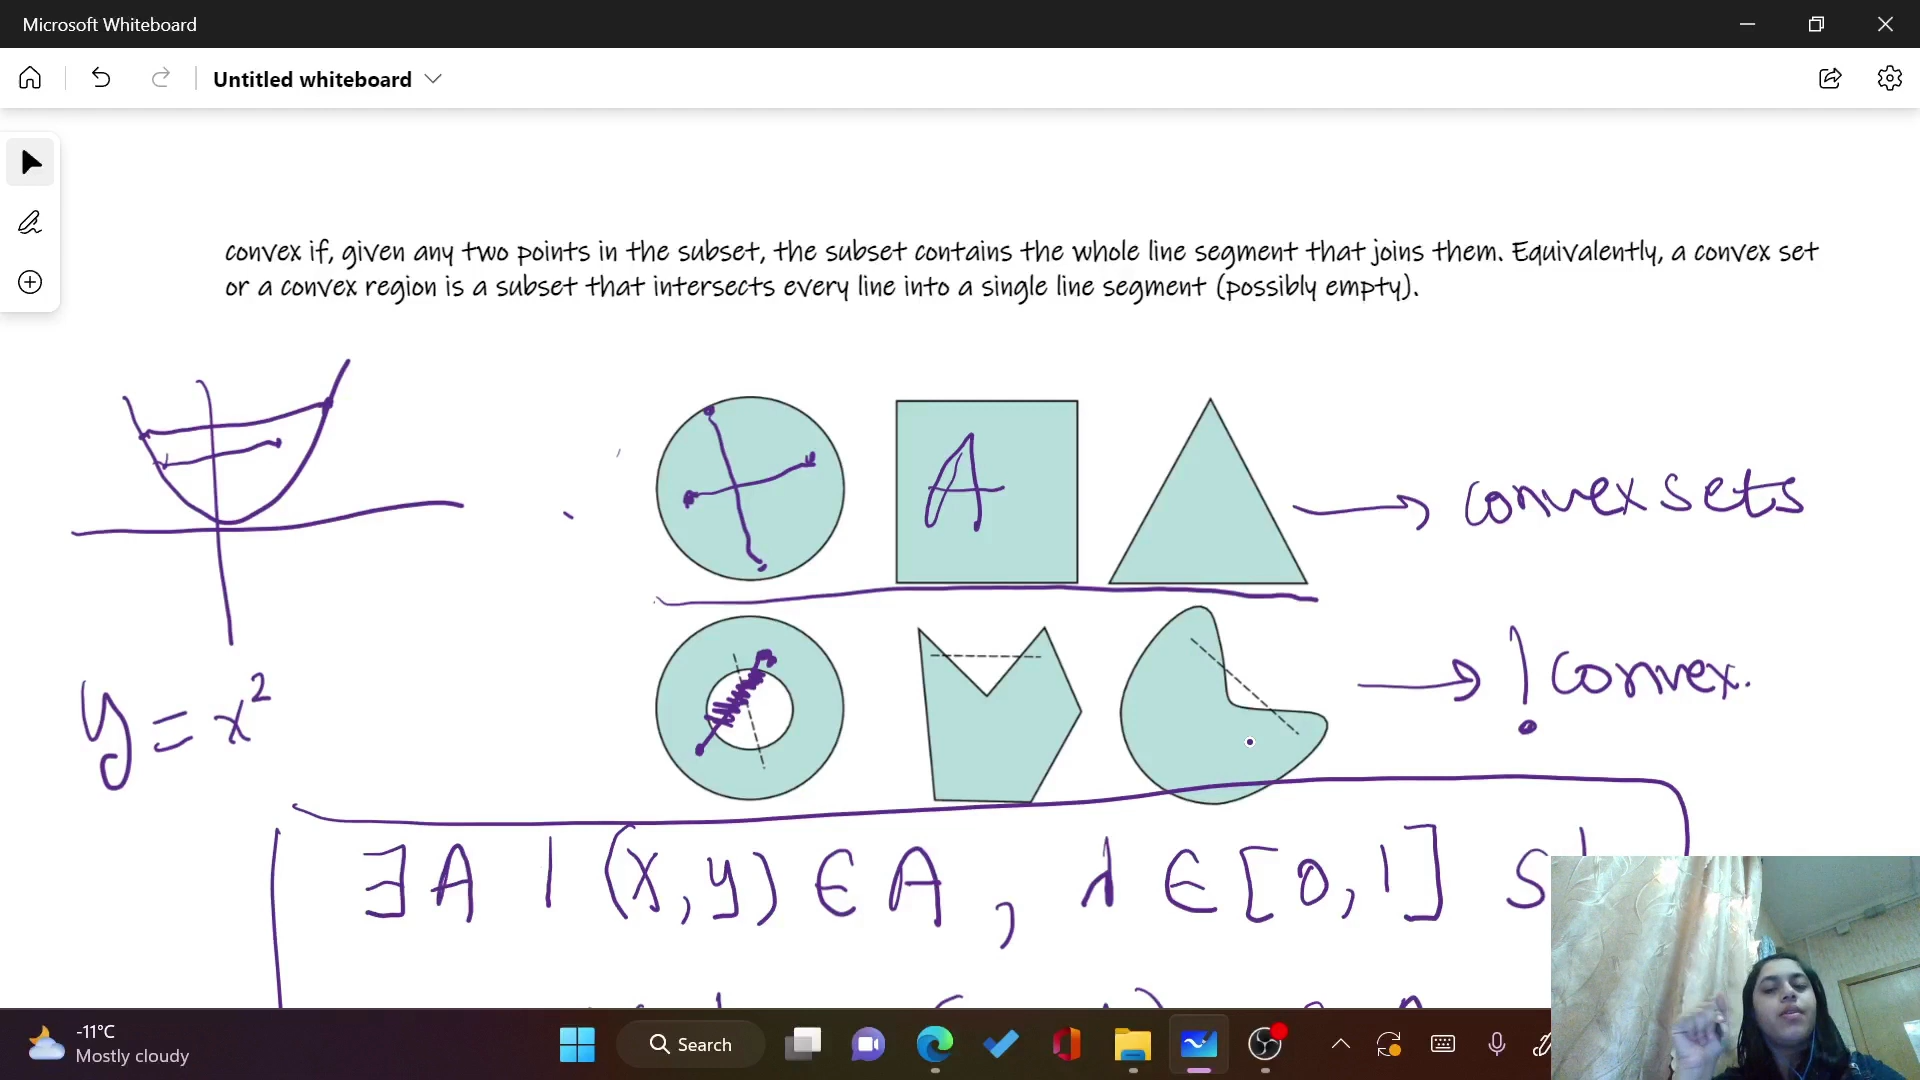 Microsoft Whiteboard
Untitled whiteboard
convex if, given any two points in the subset, the subset contains the whole line segment that joins them. Equivalently, a convex set
or a convex region is a subset that intersects every line into a single line segment (possibly empty).
A
convex sets
y = x²
! convex.
∃ A | (x, y) ∈ A , λ ∈ [0, 1]
-11°C
Mostly cloudy
Search